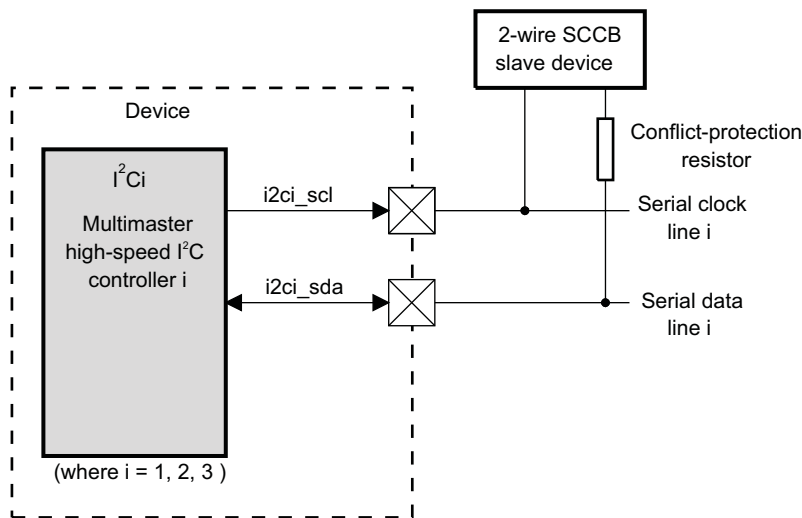 2-wire SCCB
slave device
Device
Conflict-protection
resistor
I²Ci
Multimaster
high-speed I²C
controller i
i2ci_scl
Serial clock
line i
i2ci_sda
Serial data
line i
(where i = 1, 2, 3 )